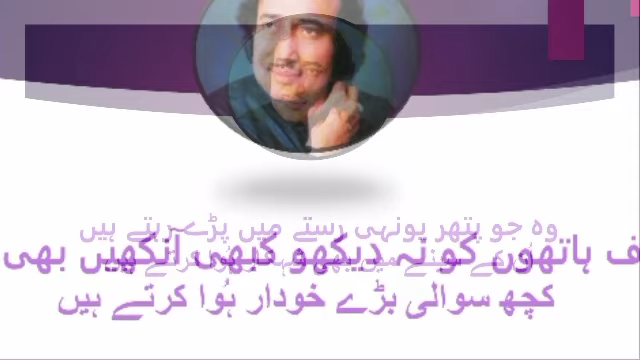 وہ جو پتھر یونہی رستے میں پڑے رہتے ہیں
ف ہاتھوں کو نہ دیکھو کبھی آنکھیں بھی
کچھ سوالی بڑے خوددار ہُوا کرتے ہیں